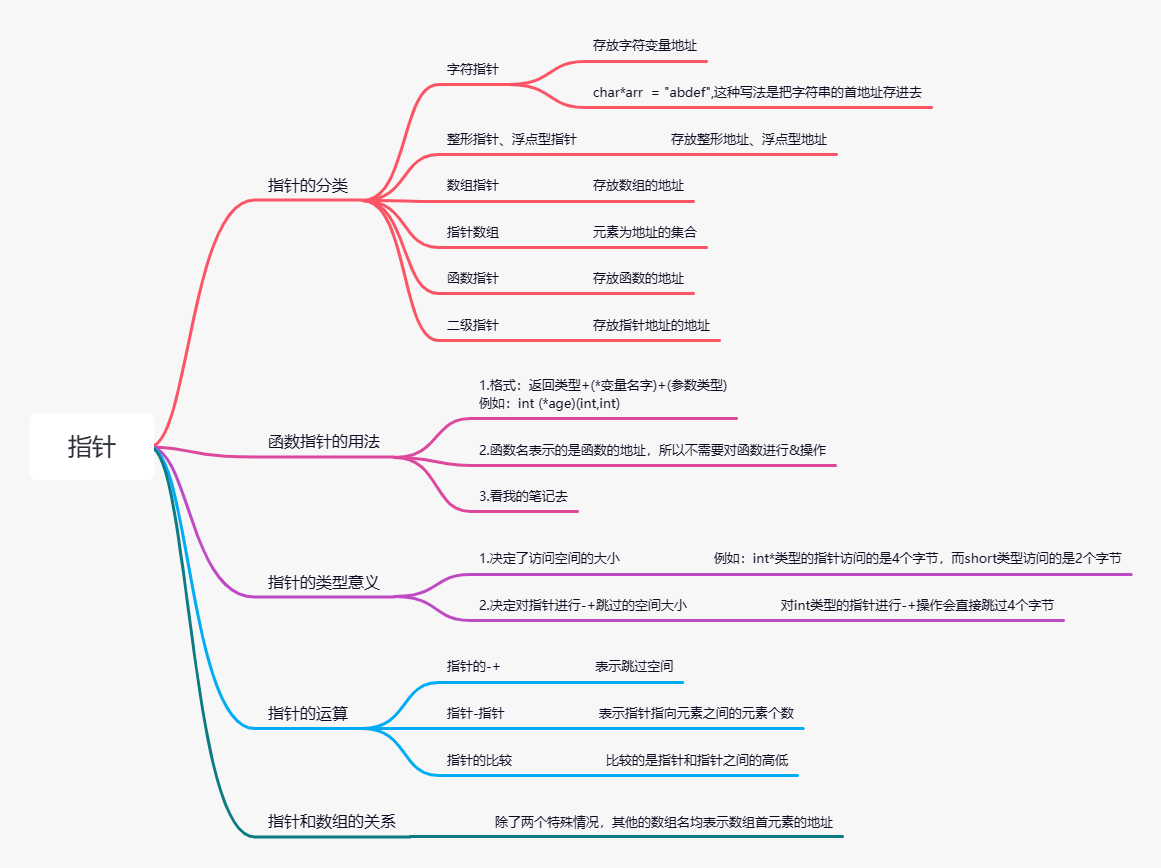 指针
指针的分类
字符指针
存放字符变量地址
char*arr  = "abdef",这种写法是把字符串的首地址存进去
整形指针、浮点型指针
存放整形地址、浮点型地址
数组指针
存放数组的地址
指针数组
元素为地址的集合
函数指针
存放函数的地址
二级指针
存放指针地址的地址
函数指针的用法
1.格式：返回类型+(*变量名字)+(参数类型)
例如：int (*age)(int,int)
2.函数名表示的是函数的地址，所以不需要对函数进行&操作
3.看我的笔记去
指针的类型意义
1.决定了访问空间的大小
例如：int*类型的指针访问的是4个字节，而short类型访问的是2个字节
2.决定对指针进行-+跳过的空间大小
对int类型的指针进行-+操作会直接跳过4个字节
指针的运算
指针的-+
表示跳过空间
指针-指针
表示指针指向元素之间的元素个数
指针的比较
比较的是指针和指针之间的高低
指针和数组的关系
除了两个特殊情况，其他的数组名均表示数组首元素的地址